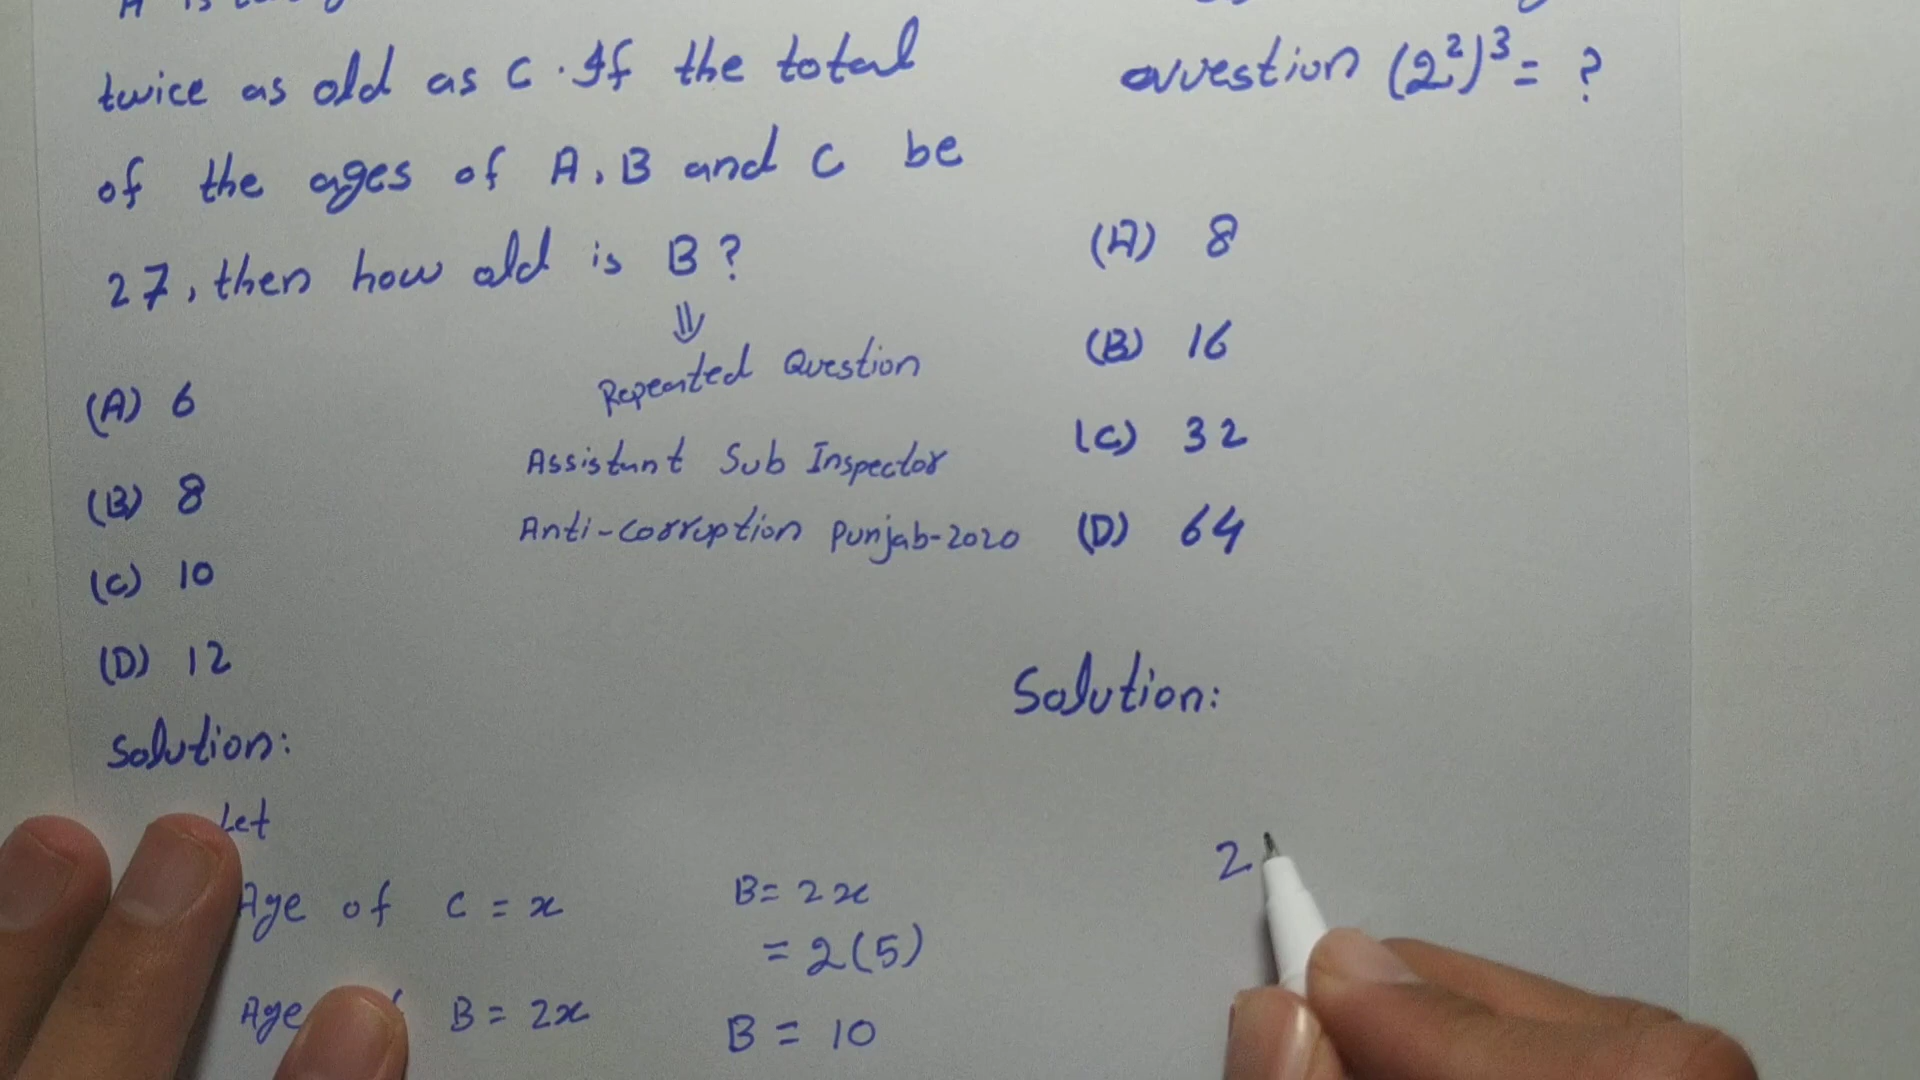 twice as old as C. If the total
of the ages of A, B and C be
27, then how old is B?
⇓
Repeated Question
Assistant Sub Inspector
Anti-corruption Punjab-2020
(A) 6
(B) 8
(C) 10
(D) 12
Solution:
Let
Age of C = x
Age B = 2x
B = 2x
= 2(5)
B = 10
question (2²)³ = ?
(A) 8
(B) 16
(C) 32
(D) 64
Solution:
2